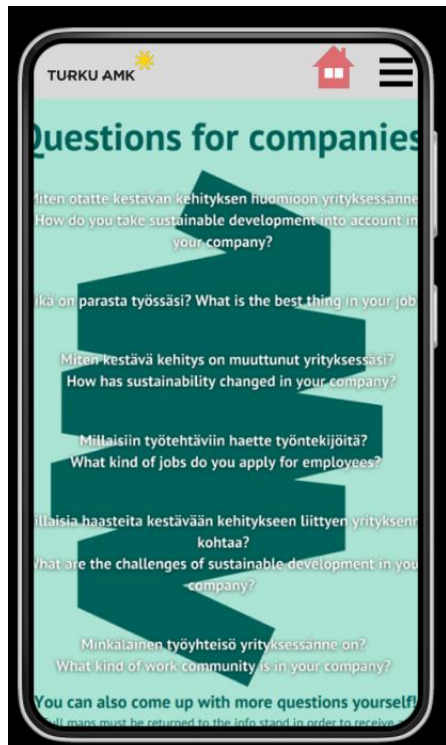 TURKU AMK
Questions for companies
Miten otatte kestävän kehityksen huomioon yrityksessänne
How do you take sustainable development into account in
your company?
Mikä on parasta työssäsi? What is the best thing in your job
Miten kestävä kehitys on muuttunut yrityksessäsi?
How has sustainability changed in your company?
Millaisiin työtehtäviin haette työntekijöitä?
What kind of jobs do you apply for employees?
Millaisia haasteita kestävään kehitykseen liittyen yrityksenne
kohtaa?
What are the challenges of sustainable development in your
company?
Minkälainen työyhteisö yrityksessänne on?
What kind of work community is in your company?
You can also come up with more questions yourself!
Full maps must be returned to the info stand in order to receive a